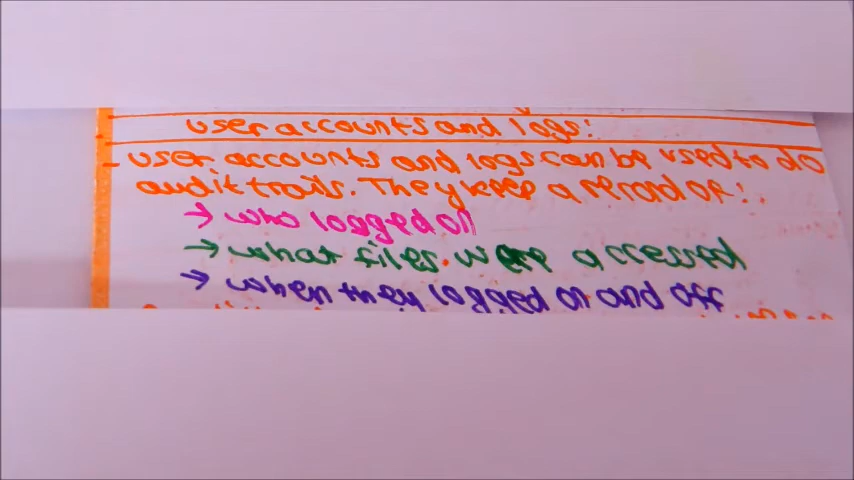 user accounts and logs:
- user accounts and logs can be used to do
audit trails. They keep a record of:
→ who logged on
→ what files were accessed
→ when they logged on and off